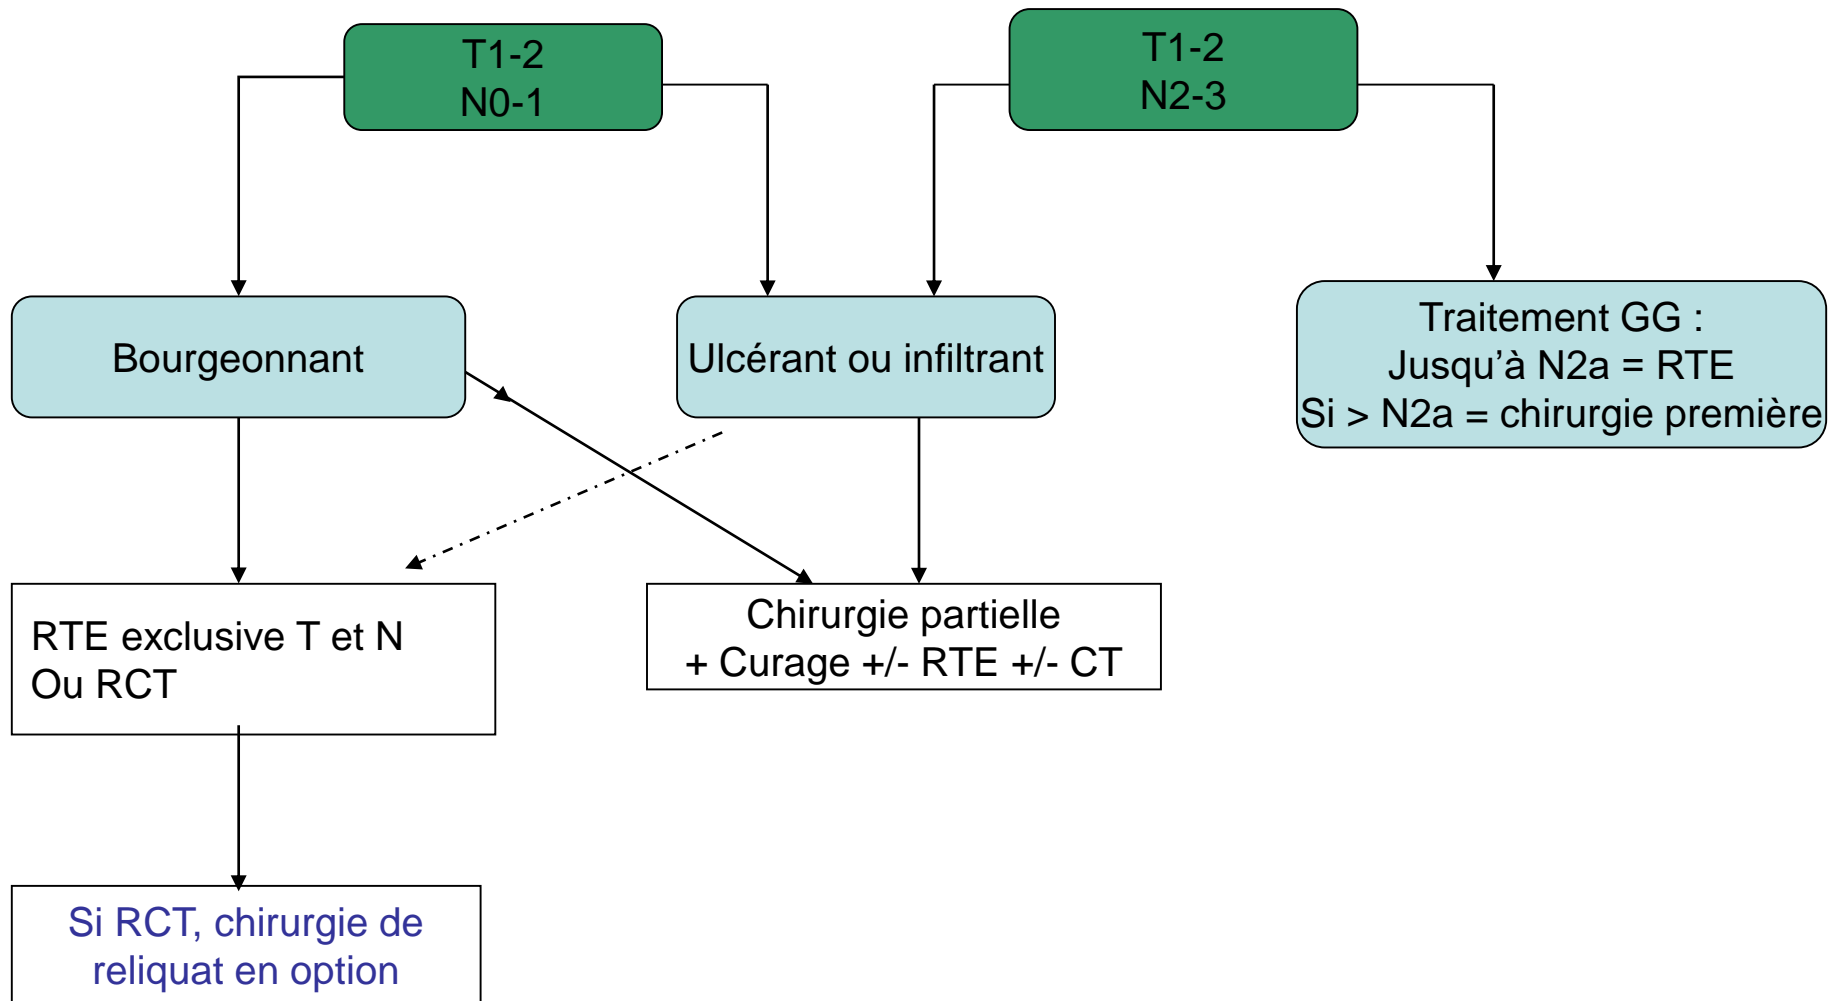 T1-2
N0-1
T1-2
N2-3
Bourgeonnant
Ulcérant ou infiltrant
Traitement GG :
Jusqu’à N2a = RTE
Si > N2a = chirurgie première
RTE exclusive T et N
Ou RCT
Chirurgie partielle
+ Curage +/- RTE +/- CT
Si RCT, chirurgie de
reliquat en option